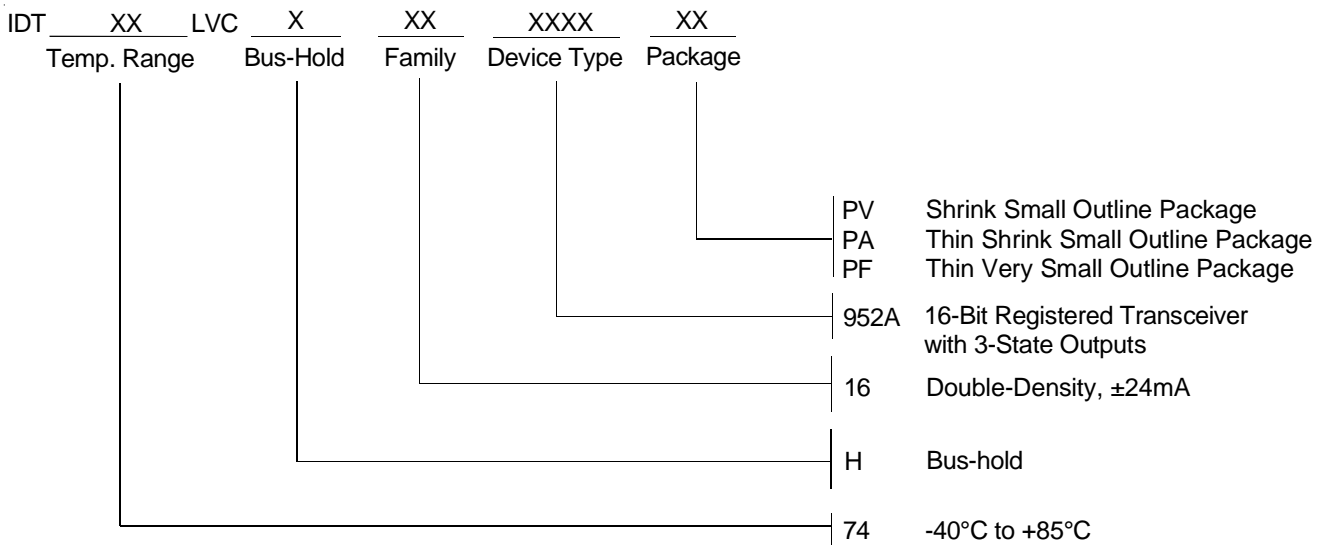 IDT XX LVC X XX XXXX XX
Temp. Range Bus-Hold Family Device Type Package
PV Shrink Small Outline Package
PA Thin Shrink Small Outline Package
PF Thin Very Small Outline Package
952A 16-Bit Registered Transceiver
with 3-State Outputs
16 Double-Density, ±24mA
H Bus-hold
74 -40°C to +85°C